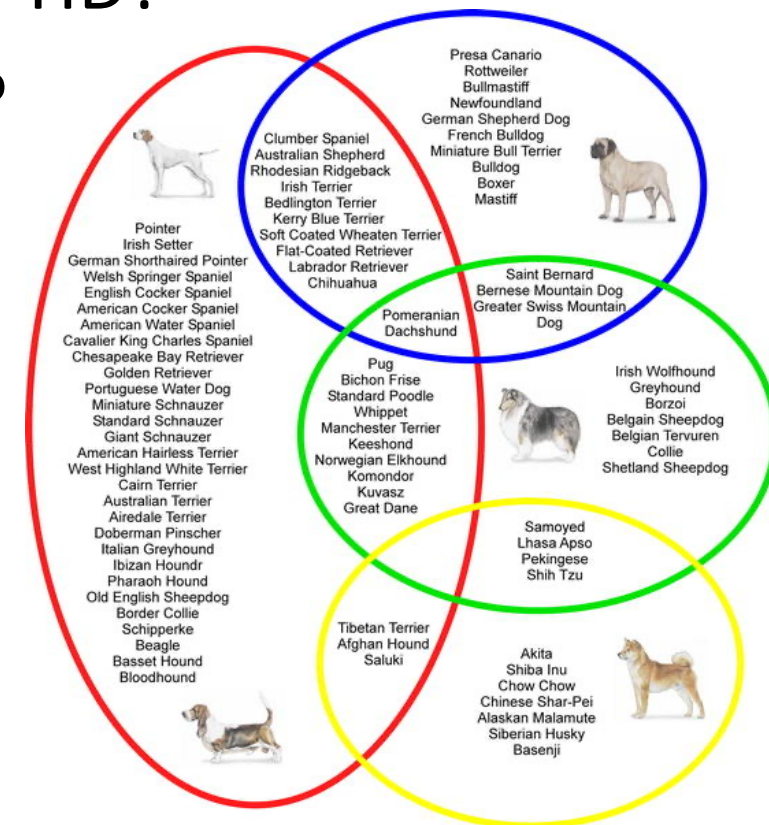 Presa Canario
Rottweiler
Bullmastiff
Newfoundland
German Shepherd Dog
French Bulldog
Miniature Bull Terrier
Bulldog
Boxer
Mastiff
Clumber Spaniel
Australian Shepherd
Rhodesian Ridgeback
Irish Terrier
Bedlington Terrier
Kerry Blue Terrier
Soft Coated Wheaten Terrier
Flat-Coated Retriever
Labrador Retriever
Chihuahua
Pointer
Irish Setter
German Shorthaired Pointer
Welsh Springer Spaniel
English Cocker Spaniel
American Cocker Spaniel
American Water Spaniel
Cavalier King Charles Spaniel
Chesapeake Bay Retriever
Golden Retriever
Portuguese Water Dog
Miniature Schnauzer
Standard Schnauzer
Giant Schnauzer
American Hairless Terrier
West Highland White Terrier
Cairn Terrier
Australian Terrier
Airedale Terrier
Doberman Pinscher
Italian Greyhound
Ibizan Houndr
Pharaoh Hound
Old English Sheepdog
Border Collie
Schipperke
Beagle
Basset Hound
Bloodhound
Saint Bernard
Bernese Mountain Dog
Greater Swiss Mountain
Dog
Pomeranian
Dachshund
Pug
Bichon Frise
Standard Poodle
Whippet
Manchester Terrier
Keeshond
Norwegian Elkhound
Komondor
Kuvasz
Great Dane
Irish Wolfhound
Greyhound
Borzoi
Belgain Sheepdog
Belgian Tervuren
Collie
Shetland Sheepdog
Samoyed
Lhasa Apso
Pekingese
Shih Tzu
Tibetan Terrier
Afghan Hound
Saluki
Akita
Shiba Inu
Chow Chow
Chinese Shar-Pei
Alaskan Malamute
Siberian Husky
Basenji